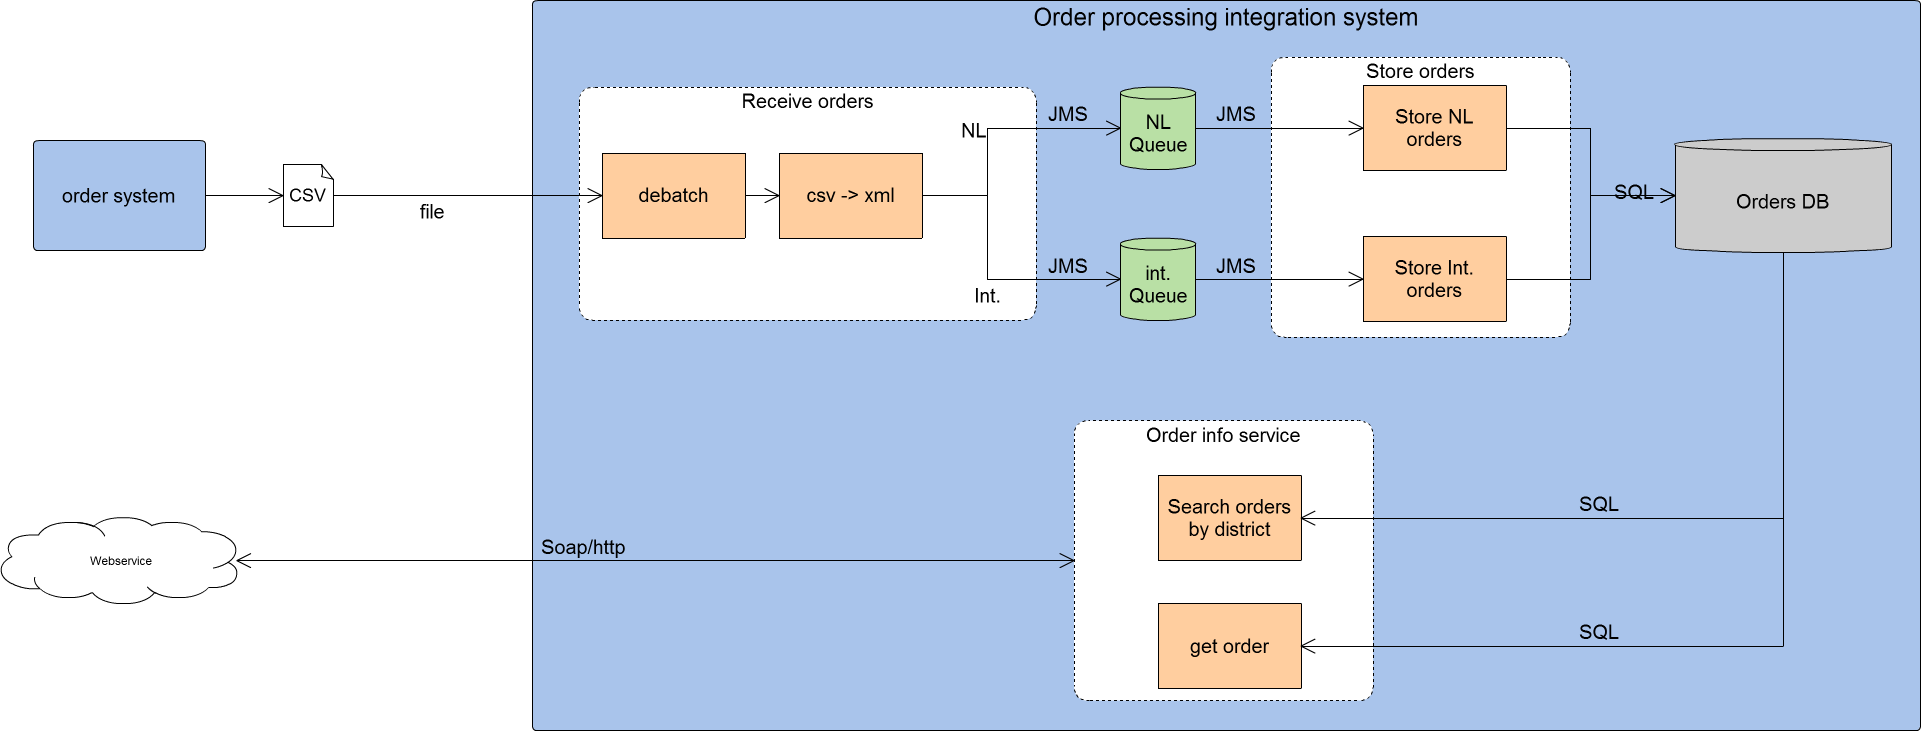 Order processing integration system
Receive orders
Store orders
NL
JMS
NL
Queue
JMS
Store NL
orders
order system
CSV
file
debatch
csv -> xml
SQL
Orders DB
Int.
JMS
int.
Queue
JMS
Store Int.
orders
Order info service
Search orders
by district
SQL
Webservice
Soap/http
get order
SQL